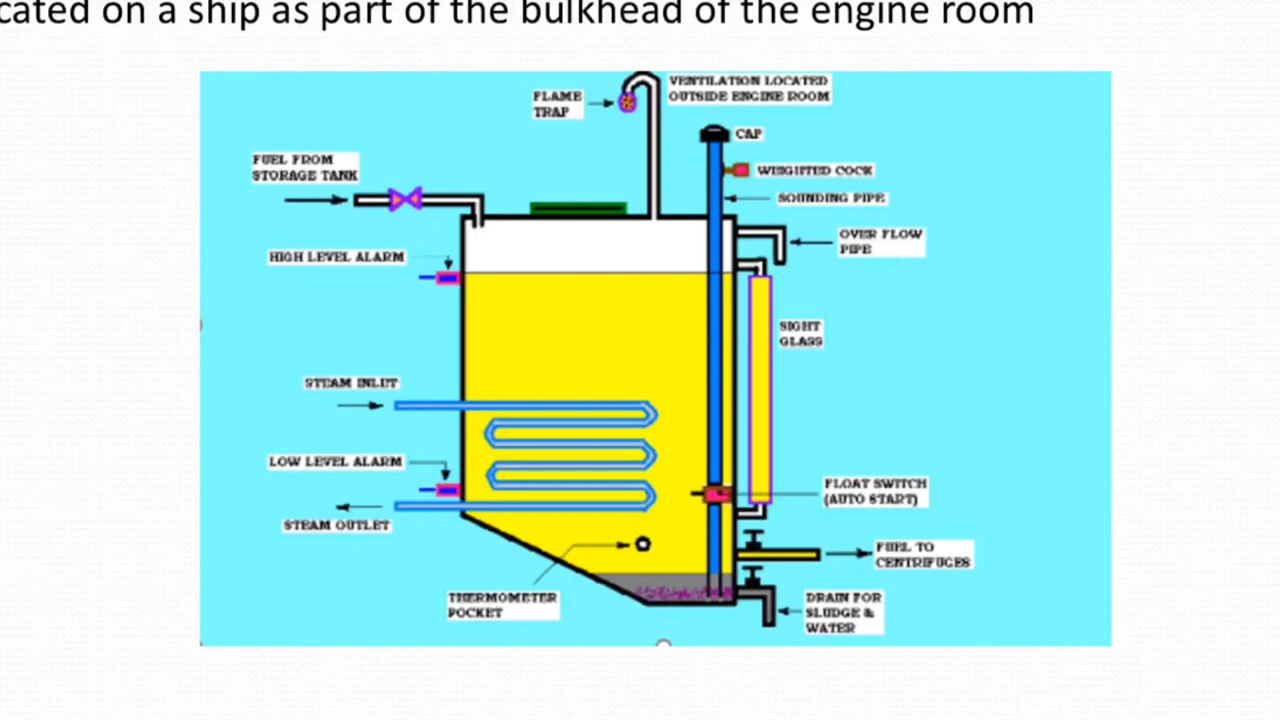 cated on a ship as part of the bulkhead of the engine room
VENTILATION LOCATED
OUTSIDE ENGINE ROOM
FLAME
TRAP
CAP
FUEL FROM
STORAGE TANK
WEIGHTED COCK
SOUNDING PIPE
OVER FLOW
PIPE
HIGH LEVEL ALARM
SIGHT
GLASS
STEAM INLET
LOW LEVEL ALARM
FLOAT SWITCH
(AUTO START)
STEAM OUTLET
FUEL TO
CENTRIFUGES
THERMOMETER
POCKET
DRAIN FOR
SLUDGE &
WATER